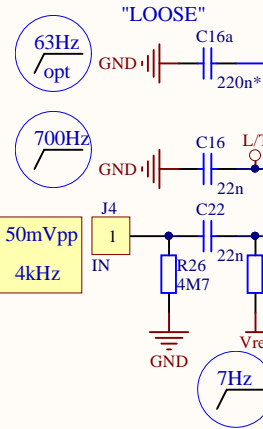 "LOOSE"
63Hz
opt
GND
C16a
220n*
700Hz
GND
C16
22n
L/T
50mVpp
4kHz
J4
1
IN
C22
22n
R26
4M7
GND
Vre
7Hz